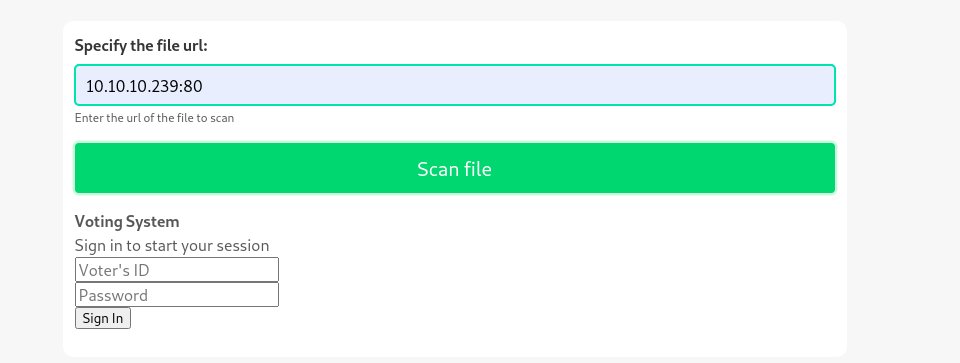 Specify the file url:
10.10.10.239:80
Enter the url of the file to scan
Scan file
Voting System
Sign in to start your session
Voter's ID
Password
Sign In